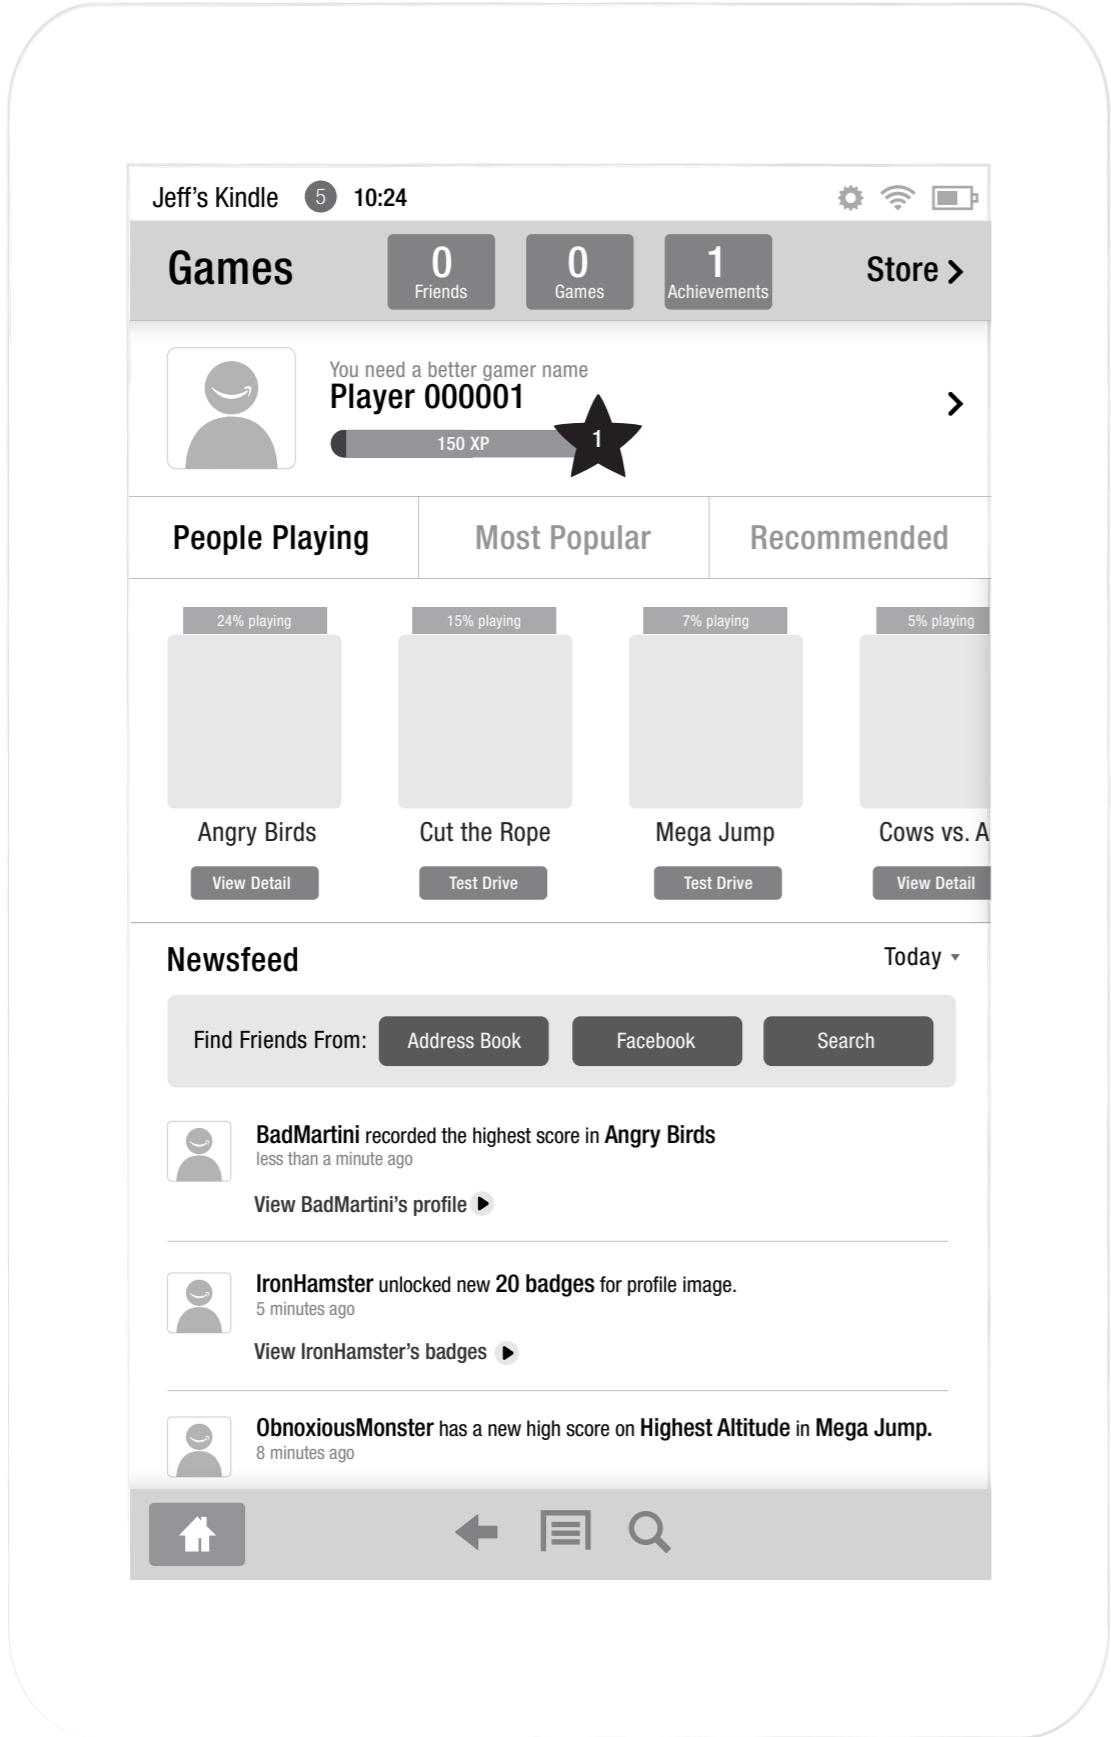 Jeff's Kindle 5 10:24
Games
0
Friends
0
Games
1
Achievements
Store
You need a better gamer name
Player 000001
150 XP
1
People Playing
Most Popular
Recommended
24% playing
15% playing
7% playing
5% playing
Angry Birds
Cut the Rope
Mega Jump
Cows vs. A
View Detail
Test Drive
Test Drive
View Detail
Newsfeed
Today
Find Friends From:
Address Book
Facebook
Search
BadMartini recorded the highest score in Angry Birds
less than a minute ago
View BadMartini's profile
IronHamster unlocked new 20 badges for profile image.
5 minutes ago
View IronHamster's badges
ObnoxiousMonster has a new high score on Highest Altitude in Mega Jump.
8 minutes ago